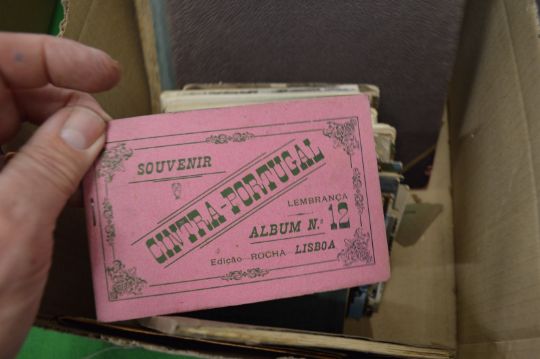 SOUVENIR
CINTRA-PORTUGAL
LEMBRANÇA
ALBUM N.º 12
Edição ROCHA LISBOA